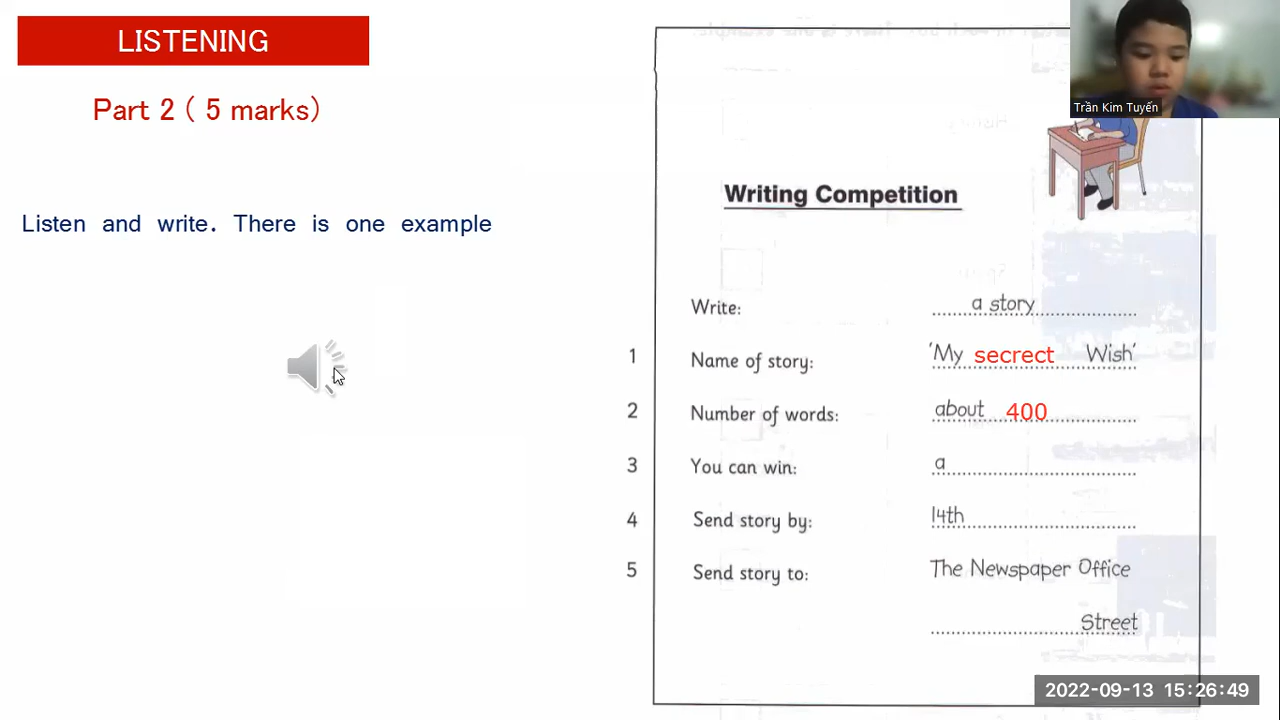 LISTENING
Part 2 ( 5 marks)
Listen and write. There is one example
Trần Kim Tuyến
Writing Competition
Write: a story
1 Name of story: 'My secrect Wish'
2 Number of words: about 400
3 You can win: a
4 Send story by: 14th
5 Send story to: The Newspaper Office
Street
2022-09-13 15:26:49